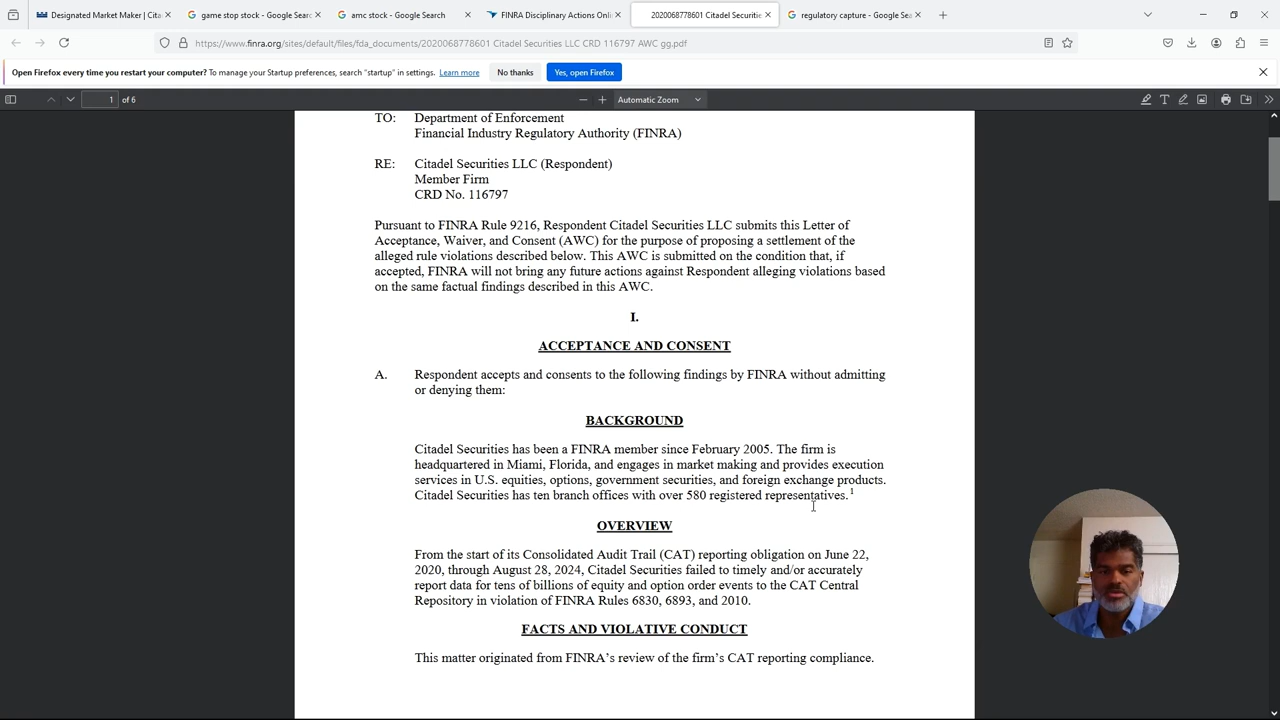 Designated Market Maker | Cita
game stop stock - Google Search
amc stock - Google Search
FINRA Disciplinary Actions Onli
2020068778601 Citadel Securitie
regulatory capture - Google Sea
https://www.finra.org/sites/default/files/fda_documents/2020068778601 Citadel Securities LLC CRD 116797 AWC gg.pdf
Open Firefox every time you restart your computer? To manage your Startup preferences, search "startup" in settings. Learn more No thanks Yes, open Firefox
1 of 6 Automatic Zoom
TO: Department of Enforcement
Financial Industry Regulatory Authority (FINRA)
RE: Citadel Securities LLC (Respondent)
Member Firm
CRD No. 116797
Pursuant to FINRA Rule 9216, Respondent Citadel Securities LLC submits this Letter of
Acceptance, Waiver, and Consent (AWC) for the purpose of proposing a settlement of the
alleged rule violations described below. This AWC is submitted on the condition that, if
accepted, FINRA will not bring any future actions against Respondent alleging violations based
on the same factual findings described in this AWC.
I.
ACCEPTANCE AND CONSENT
A. Respondent accepts and consents to the following findings by FINRA without admitting
or denying them:
BACKGROUND
Citadel Securities has been a FINRA member since February 2005. The firm is
headquartered in Miami, Florida, and engages in market making and provides execution
services in U.S. equities, options, government securities, and foreign exchange products.
Citadel Securities has ten branch offices with over 580 registered representatives.1
OVERVIEW
From the start of its Consolidated Audit Trail (CAT) reporting obligation on June 22,
2020, through August 28, 2024, Citadel Securities failed to timely and/or accurately
report data for tens of billions of equity and option order events to the CAT Central
Repository in violation of FINRA Rules 6830, 6893, and 2010.
FACTS AND VIOLATIVE CONDUCT
This matter originated from FINRA's review of the firm's CAT reporting compliance.